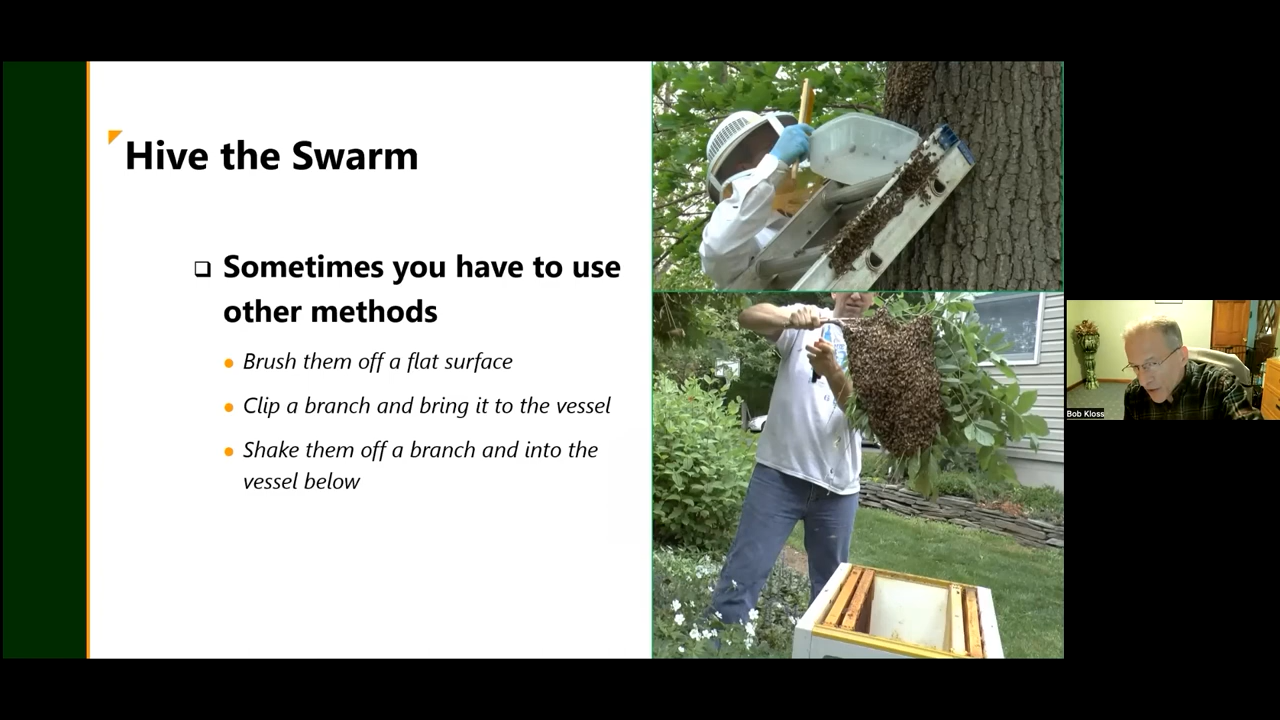 Hive the Swarm
Sometimes you have to use
other methods
Brush them off a flat surface
Clip a branch and bring it to the vessel
Shake them off a branch and into the
vessel below
Bob Kloss